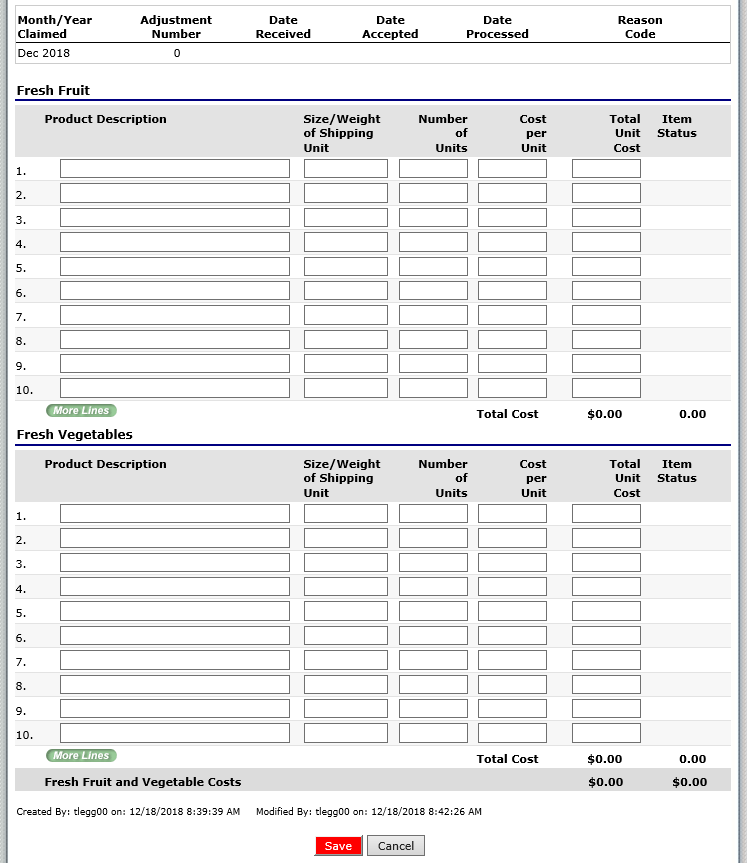 Month/Year Adjustment Date Date Date Reason
Claimed Number Received Accepted Processed Code
Dec 2018 0
Fresh Fruit
Product Description Size/Weight Number Cost Total Item
of Shipping of per Unit Status
Unit Units Unit Cost
1.
2.
3.
4.
5.
6.
7.
8.
9.
10.
More Lines
Total Cost $0.00 0.00
Fresh Vegetables
Product Description Size/Weight Number Cost Total Item
of Shipping of per Unit Status
Unit Units Unit Cost
1.
2.
3.
4.
5.
6.
7.
8.
9.
10.
More Lines
Total Cost $0.00 0.00
Fresh Fruit and Vegetable Costs $0.00 $0.00
Created By: tlegg00 on: 12/18/2018 8:39:39 AM Modified By: tlegg00 on: 12/18/2018 8:42:26 AM
Save Cancel